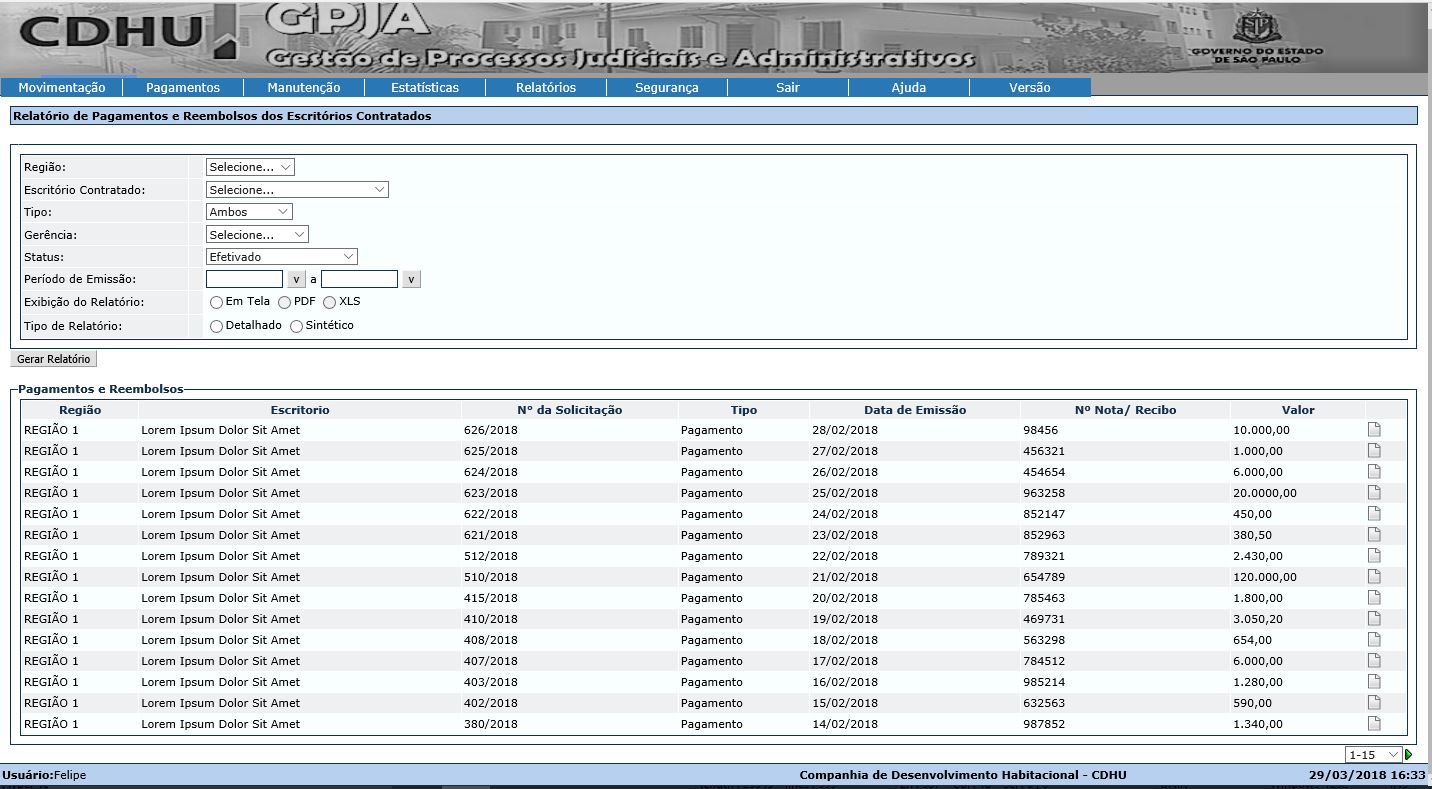 CDHU
GPJA
Gestão de Processos Judiciais e Administrativos
GOVERNO DO ESTADO
DE SÃO PAULO
Movimentação Pagamentos Manutenção Estatísticas Relatórios Segurança Sair Ajuda Versão
Relatório de Pagamentos e Reembolsos dos Escritórios Contratados
Região: Selecione...
Escritório Contratado: Selecione...
Tipo: Ambos
Gerência: Selecione...
Status: Efetivado
Período de Emissão: v a v
Exibição do Relatório: Em Tela PDF XLS
Tipo de Relatório: Detalhado Sintético
Gerar Relatório
Pagamentos e Reembolsos
Região Escritorio N° da Solicitação Tipo Data de Emissão Nº Nota/ Recibo Valor
REGIÃO 1 Lorem Ipsum Dolor Sit Amet 626/2018 Pagamento 28/02/2018 98456 10.000,00
REGIÃO 1 Lorem Ipsum Dolor Sit Amet 625/2018 Pagamento 27/02/2018 456321 1.000,00
REGIÃO 1 Lorem Ipsum Dolor Sit Amet 624/2018 Pagamento 26/02/2018 454654 6.000,00
REGIÃO 1 Lorem Ipsum Dolor Sit Amet 623/2018 Pagamento 25/02/2018 963258 20.0000,00
REGIÃO 1 Lorem Ipsum Dolor Sit Amet 622/2018 Pagamento 24/02/2018 852147 450,00
REGIÃO 1 Lorem Ipsum Dolor Sit Amet 621/2018 Pagamento 23/02/2018 852963 380,50
REGIÃO 1 Lorem Ipsum Dolor Sit Amet 512/2018 Pagamento 22/02/2018 789321 2.430,00
REGIÃO 1 Lorem Ipsum Dolor Sit Amet 510/2018 Pagamento 21/02/2018 654789 120.000,00
REGIÃO 1 Lorem Ipsum Dolor Sit Amet 415/2018 Pagamento 20/02/2018 785463 1.800,00
REGIÃO 1 Lorem Ipsum Dolor Sit Amet 410/2018 Pagamento 19/02/2018 469731 3.050,20
REGIÃO 1 Lorem Ipsum Dolor Sit Amet 408/2018 Pagamento 18/02/2018 563298 654,00
REGIÃO 1 Lorem Ipsum Dolor Sit Amet 407/2018 Pagamento 17/02/2018 784512 6.000,00
REGIÃO 1 Lorem Ipsum Dolor Sit Amet 403/2018 Pagamento 16/02/2018 985214 1.280,00
REGIÃO 1 Lorem Ipsum Dolor Sit Amet 402/2018 Pagamento 15/02/2018 632563 590,00
REGIÃO 1 Lorem Ipsum Dolor Sit Amet 380/2018 Pagamento 14/02/2018 987852 1.340,00
1-15
Usuário:Felipe Companhia de Desenvolvimento Habitacional - CDHU 29/03/2018 16:33